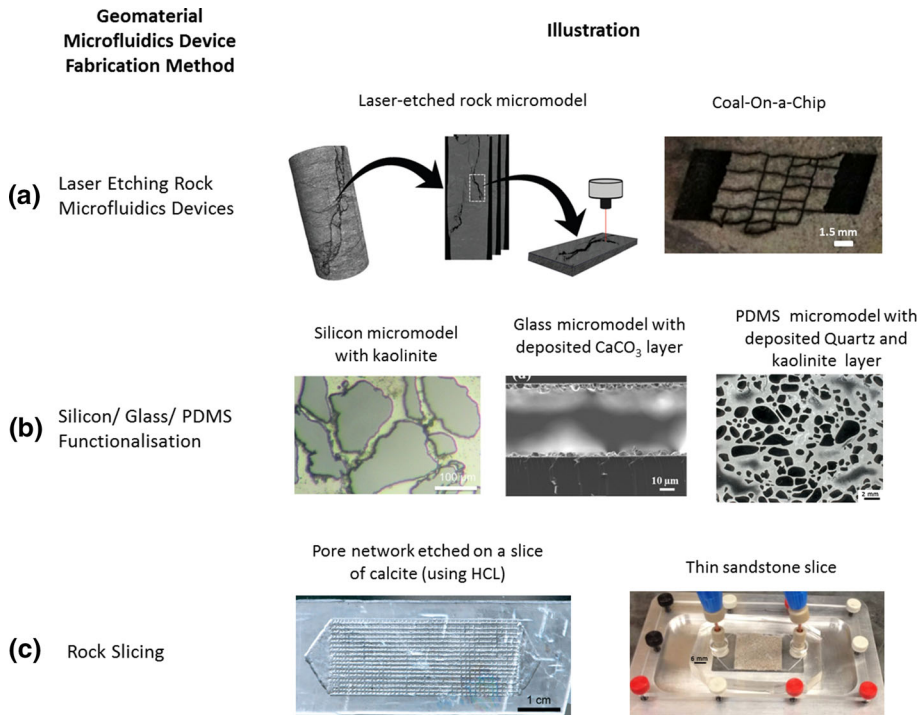 Geomaterial
Microfluidics Device
Fabrication Method
Illustration
Laser-etched rock micromodel
Coal-On-a-Chip
(a)
Laser Etching Rock
Microfluidics Devices
1.5 mm
Silicon micromodel
with kaolinite
Glass micromodel with
deposited CaCO₃ layer
PDMS micromodel with
deposited Quartz and
kaolinite layer
(b)
Silicon/ Glass/ PDMS
Functionalisation
100 µm
10 µm
2 mm
Pore network etched on a slice
of calcite (using HCL)
Thin sandstone slice
(c)
Rock Slicing
1 cm
6 mm